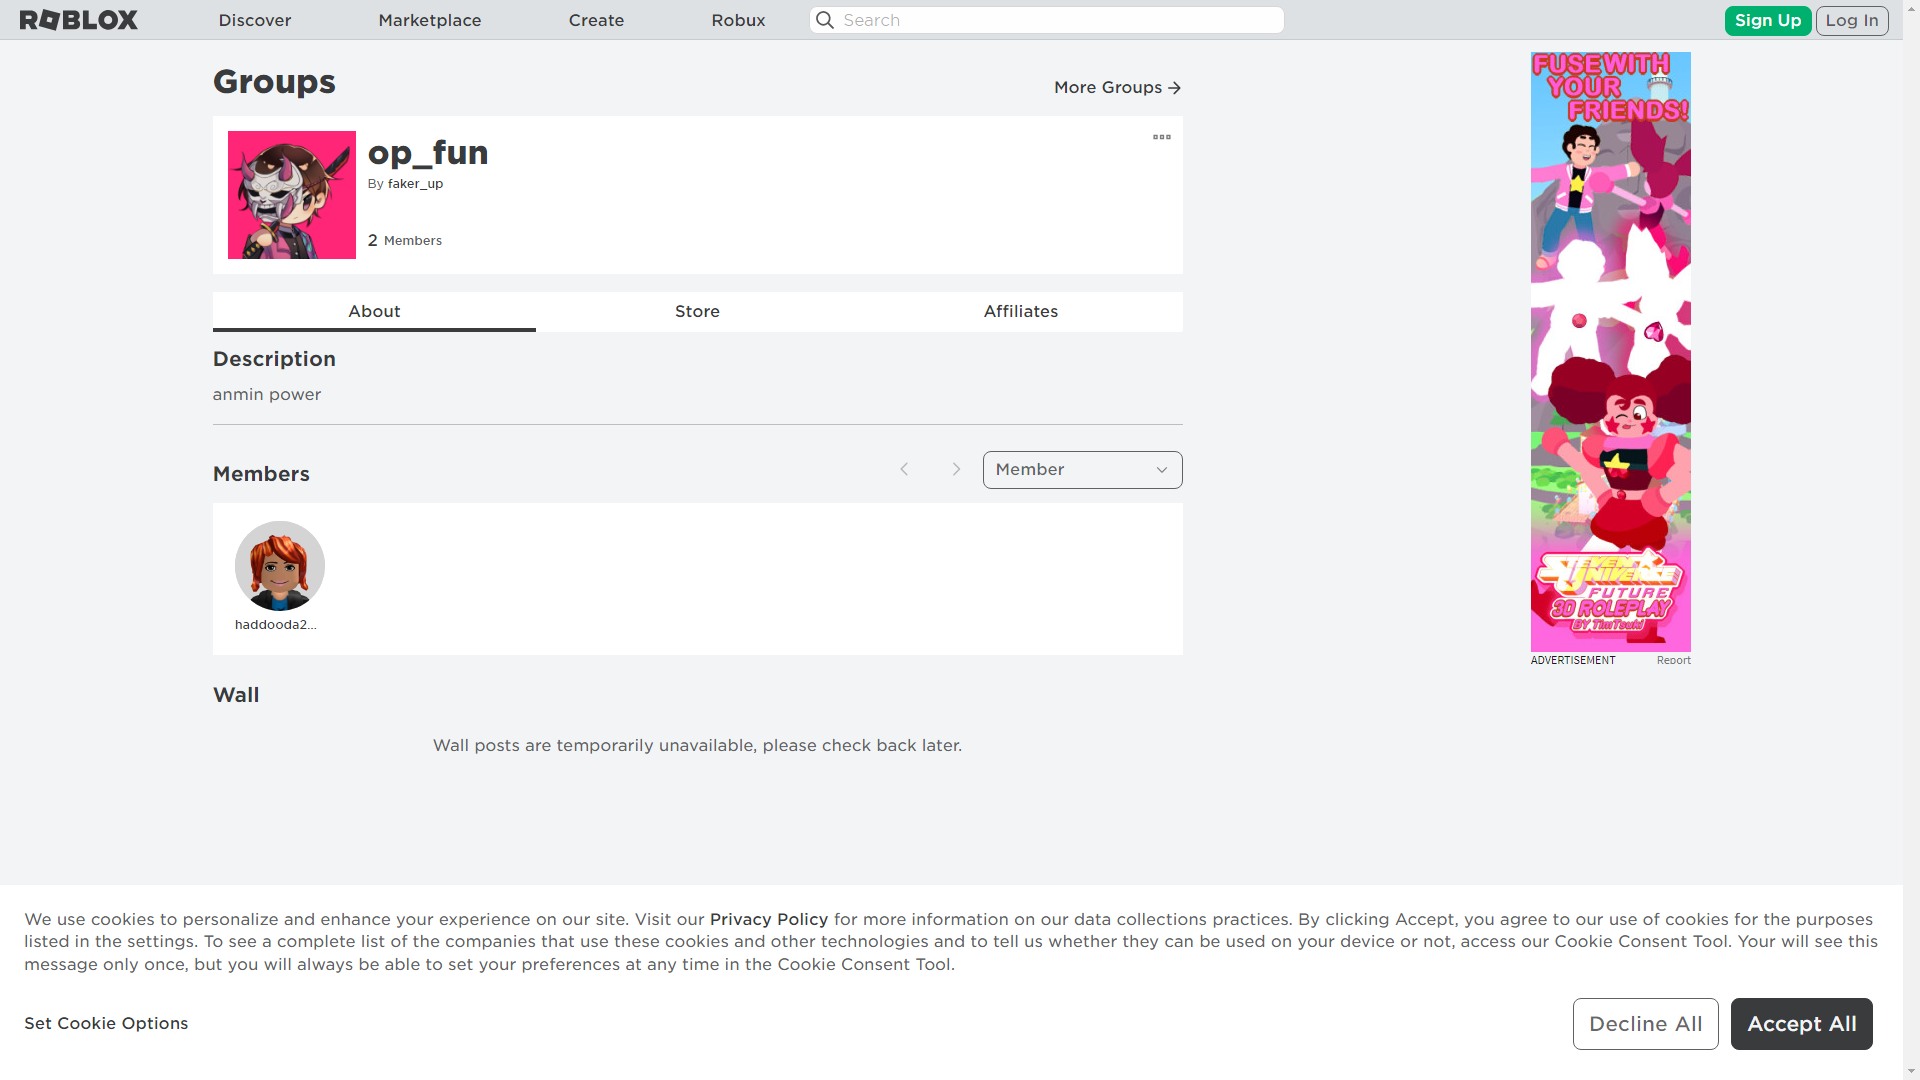 ROBLOX
Discover
Marketplace
Create
Robux
Search
Sign Up
Log In
Groups
More Groups
op_fun
By faker_up
2 Members
About
Store
Affiliates
Description
anmin power
Members
Member
haddooda2...
Wall
Wall posts are temporarily unavailable, please check back later.
FUSE WITH
YOUR
FRIENDS!
STEVEN
UNIVERSE
FUTURE
3D ROLEPLAY
BY TimTsuki
ADVERTISEMENT
Report
We use cookies to personalize and enhance your experience on our site. Visit our Privacy Policy for more information on our data collections practices. By clicking Accept, you agree to our use of cookies for the purposes
listed in the settings. To see a complete list of the companies that use these cookies and other technologies and to tell us whether they can be used on your device or not, access our Cookie Consent Tool. Your will see this
message only once, but you will always be able to set your preferences at any time in the Cookie Consent Tool.
Set Cookie Options
Decline All
Accept All